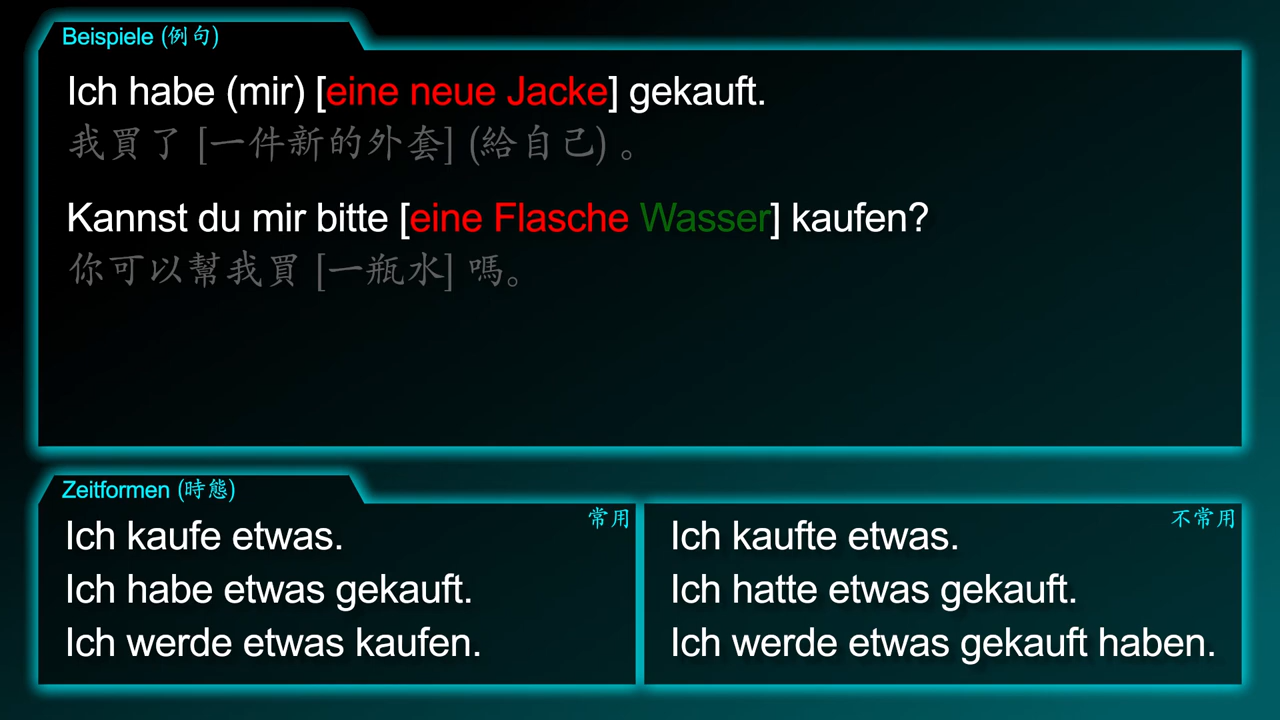 Beispiele (例句)
Ich habe (mir) [eine neue Jacke] gekauft.
我買了 [一件新的外套] (給自己) 。
Kannst du mir bitte [eine Flasche Wasser] kaufen?
你可以幫我買 [一瓶水] 嗎。
Zeitformen (時態)
常用
Ich kaufe etwas.
Ich habe etwas gekauft.
Ich werde etwas kaufen.
不常用
Ich kaufte etwas.
Ich hatte etwas gekauft.
Ich werde etwas gekauft haben.